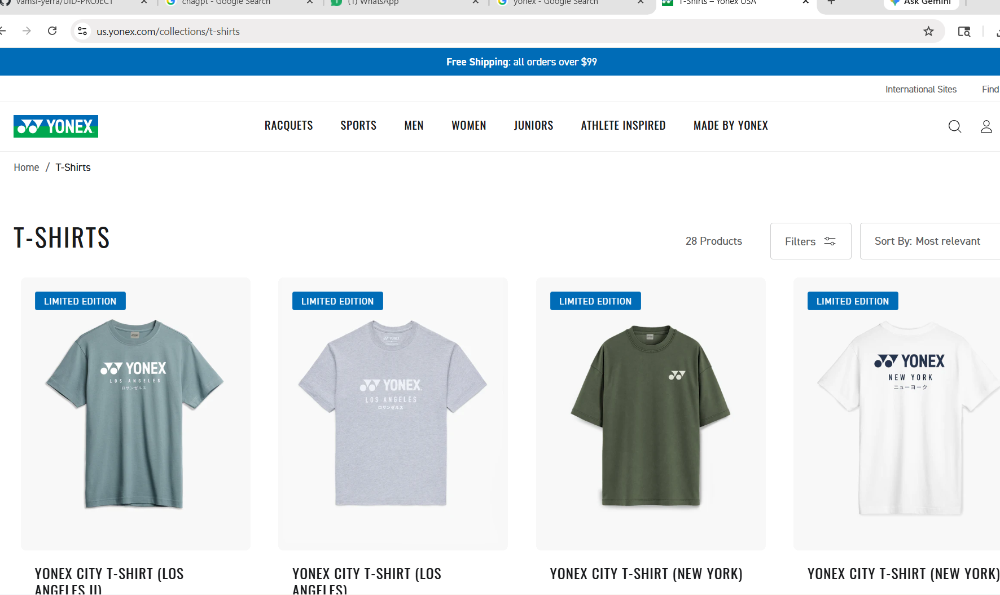 vamsi-yerra/UID-PROJECT
chagpt - Google Search
(1) WhatsApp
yonex - Google Search
T-Shirts – Yonex USA
Ask Gemini
us.yonex.com/collections/t-shirts
Free Shipping: all orders over $99
International Sites
Find
YONEX
RACQUETS
SPORTS
MEN
WOMEN
JUNIORS
ATHLETE INSPIRED
MADE BY YONEX
Home / T-Shirts
T-SHIRTS
28 Products
Filters
Sort By: Most relevant
LIMITED EDITION
YONEX
LOS ANGELES
ロサンゼルス
LIMITED EDITION
YONEX
YONEX
LOS ANGELES
ロサンゼルス
LIMITED EDITION
LIMITED EDITION
YONEX
NEW YORK
ニューヨーク
YONEX CITY T-SHIRT (LOS
ANGELES II)
YONEX CITY T-SHIRT (LOS
ANGELES)
YONEX CITY T-SHIRT (NEW YORK)
YONEX CITY T-SHIRT (NEW YORK)